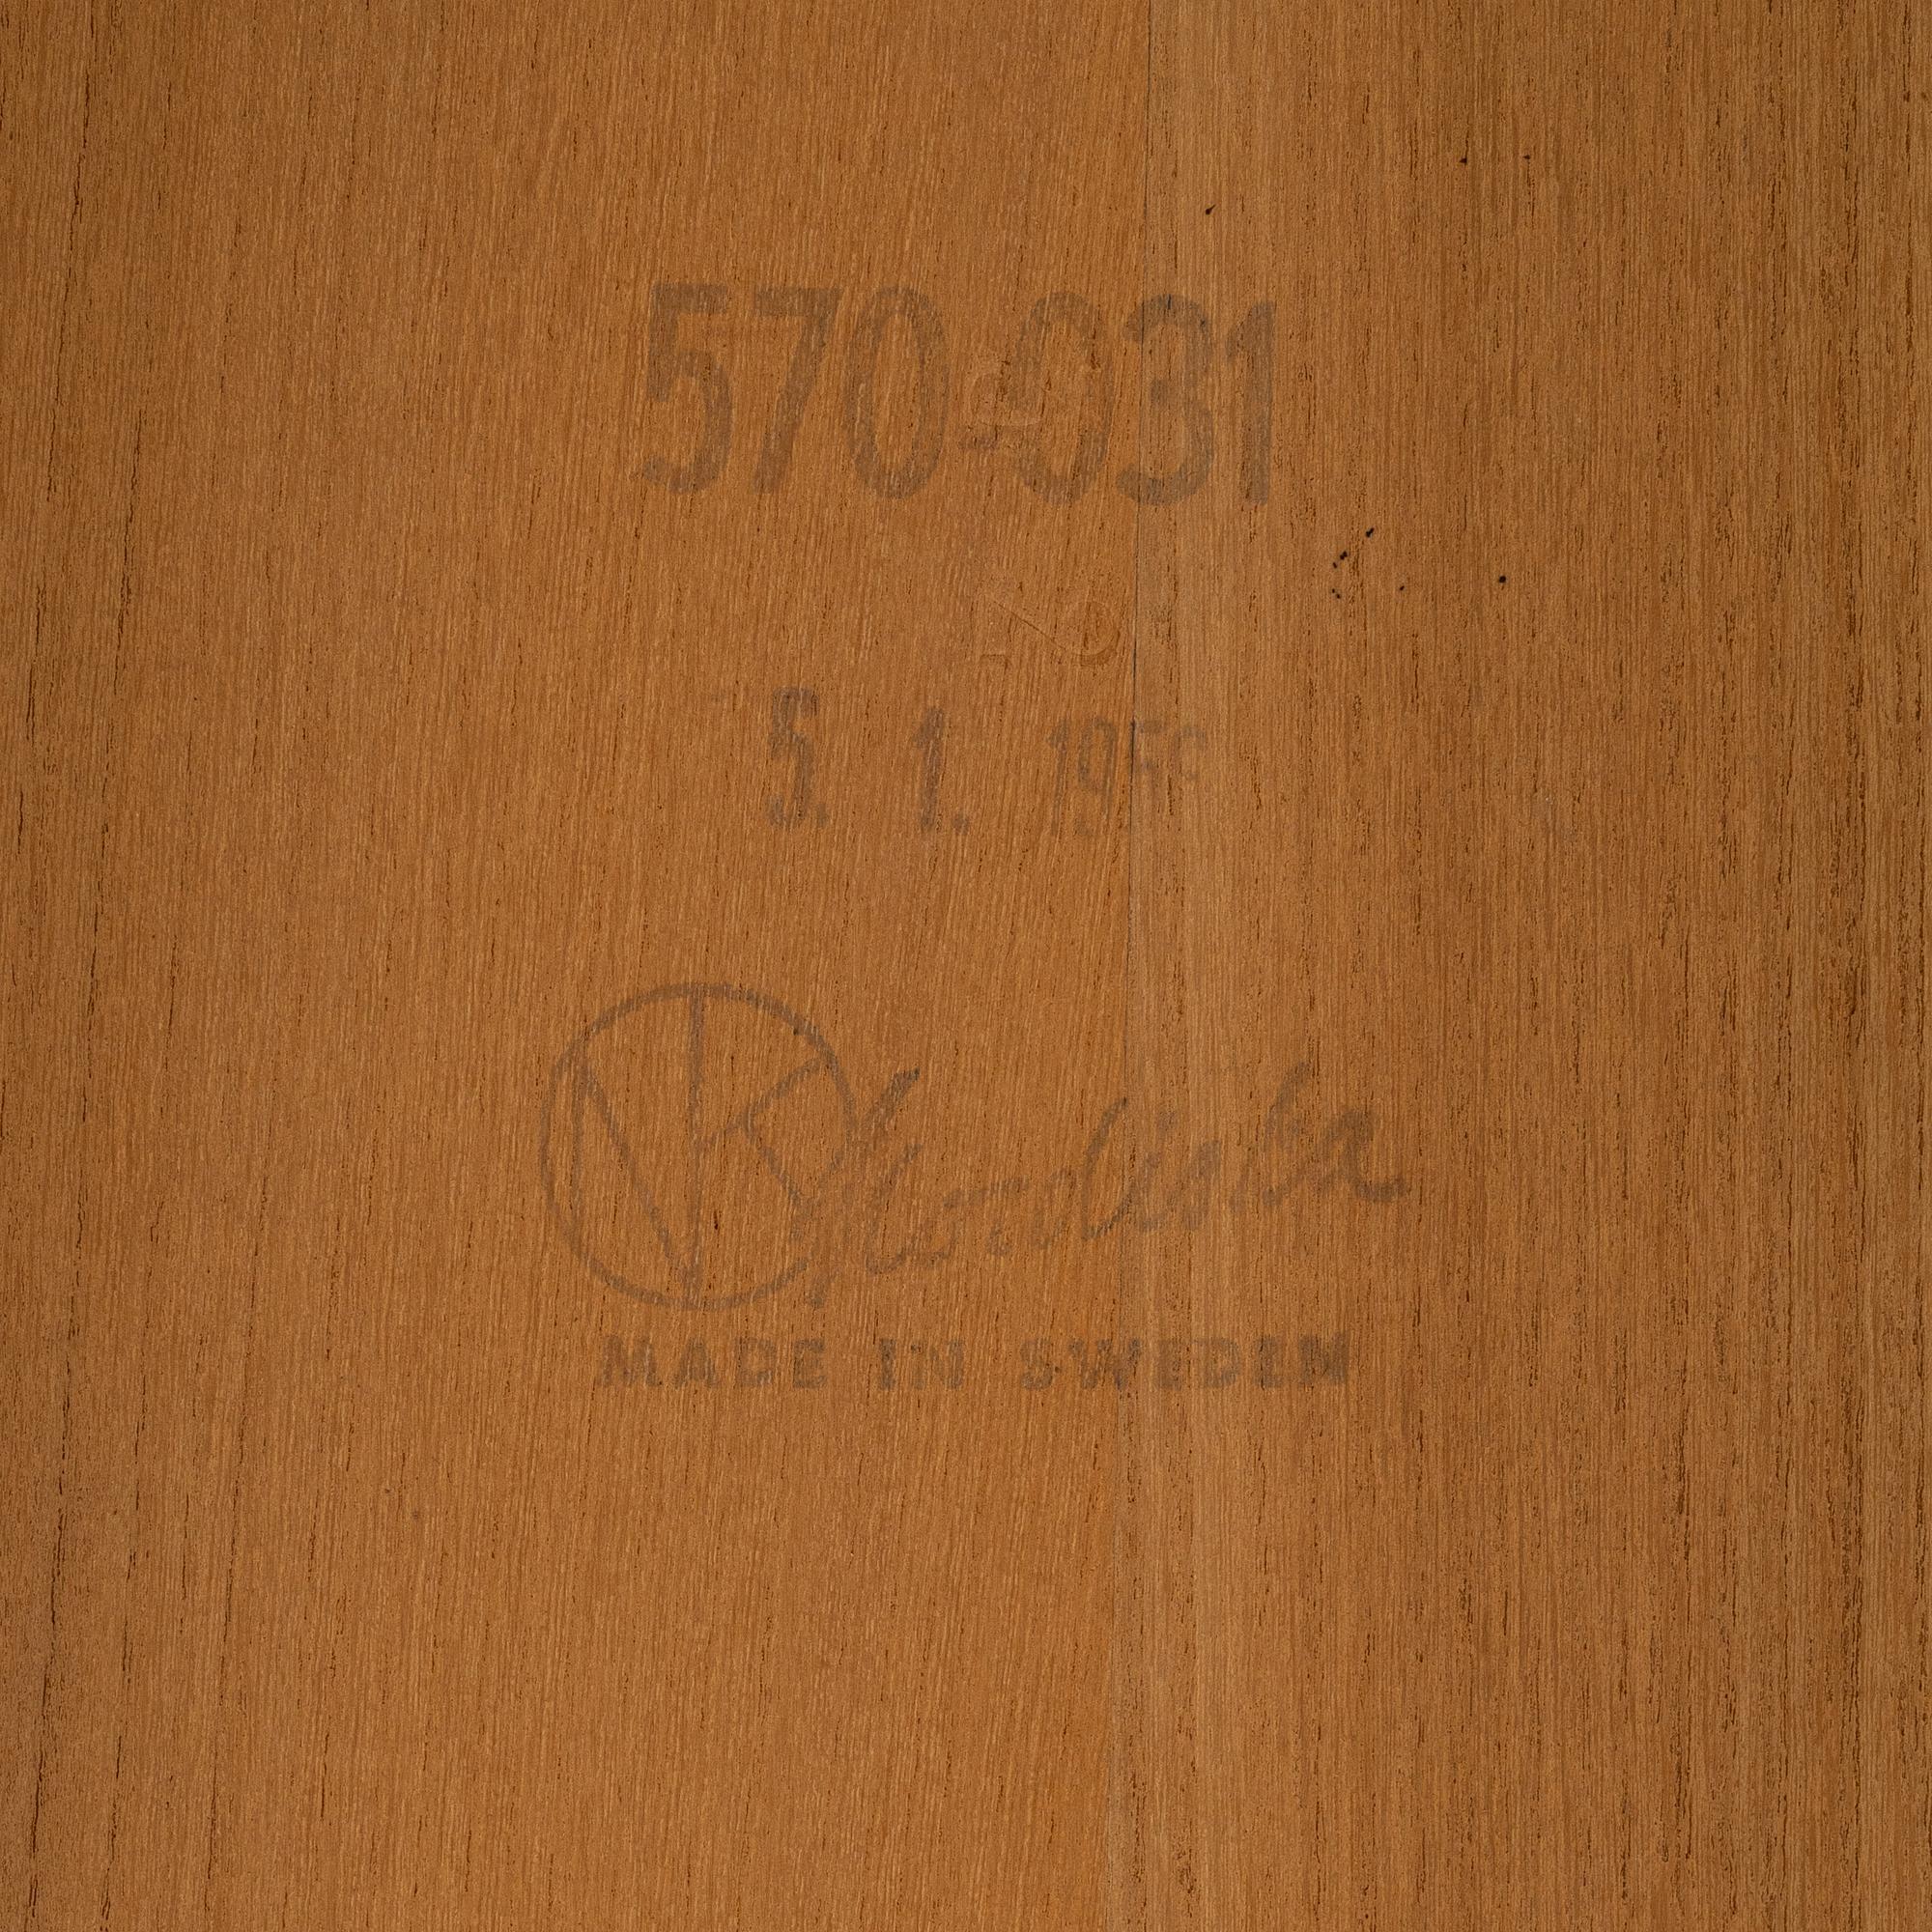 570-031
5. 1. 195
NK
Nordiska
MADE IN SWEDEN